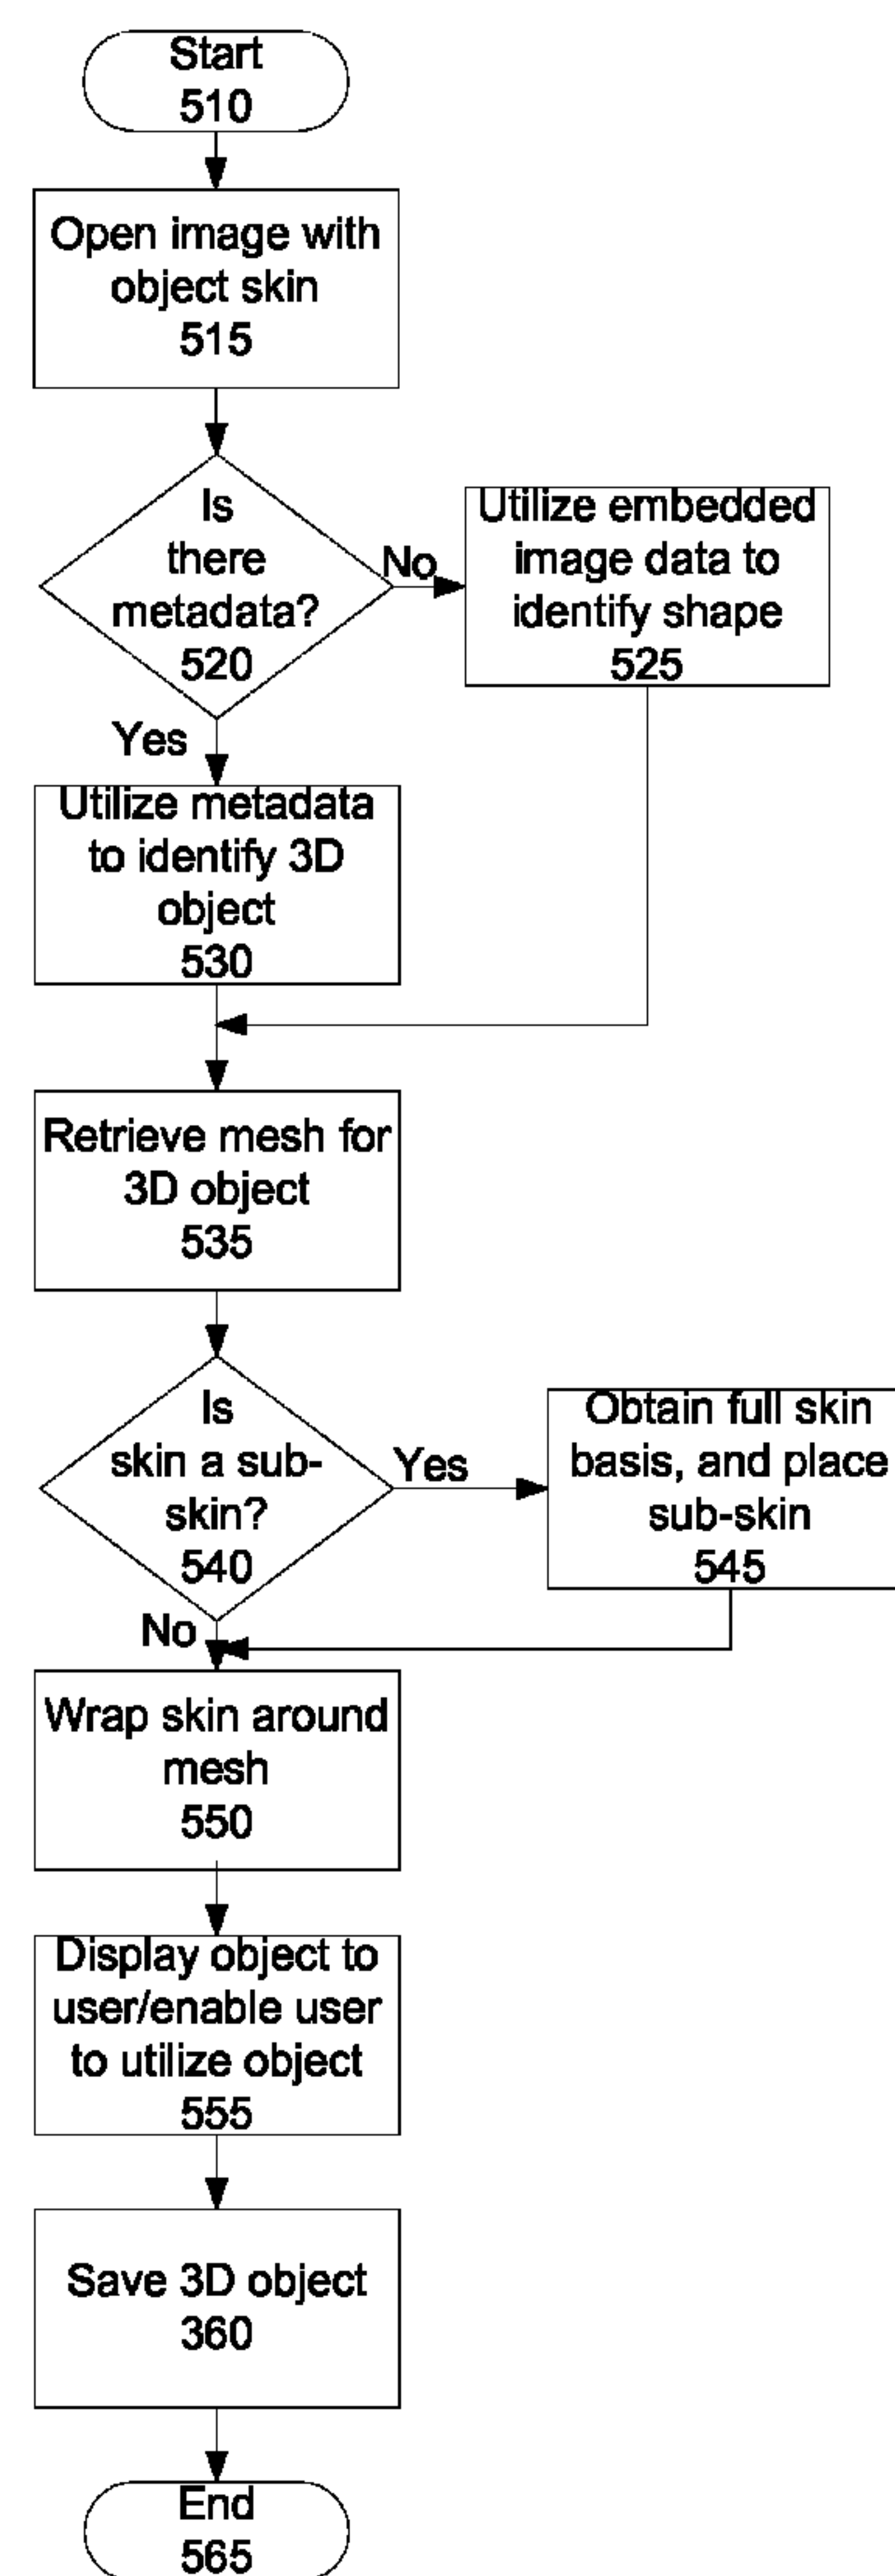 Start
510
Open image with
object skin
515
Is
there
metadata?
520
No
Utilize embedded
image data to
identify shape
525
Yes
Utilize metadata
to identify 3D
object
530
Retrieve mesh for
3D object
535
Is
skin a sub-
skin?
540
Yes
Obtain full skin
basis, and place
sub-skin
545
No
Wrap skin around
mesh
550
Display object to
user/enable user
to utilize object
555
Save 3D object
360
End
565